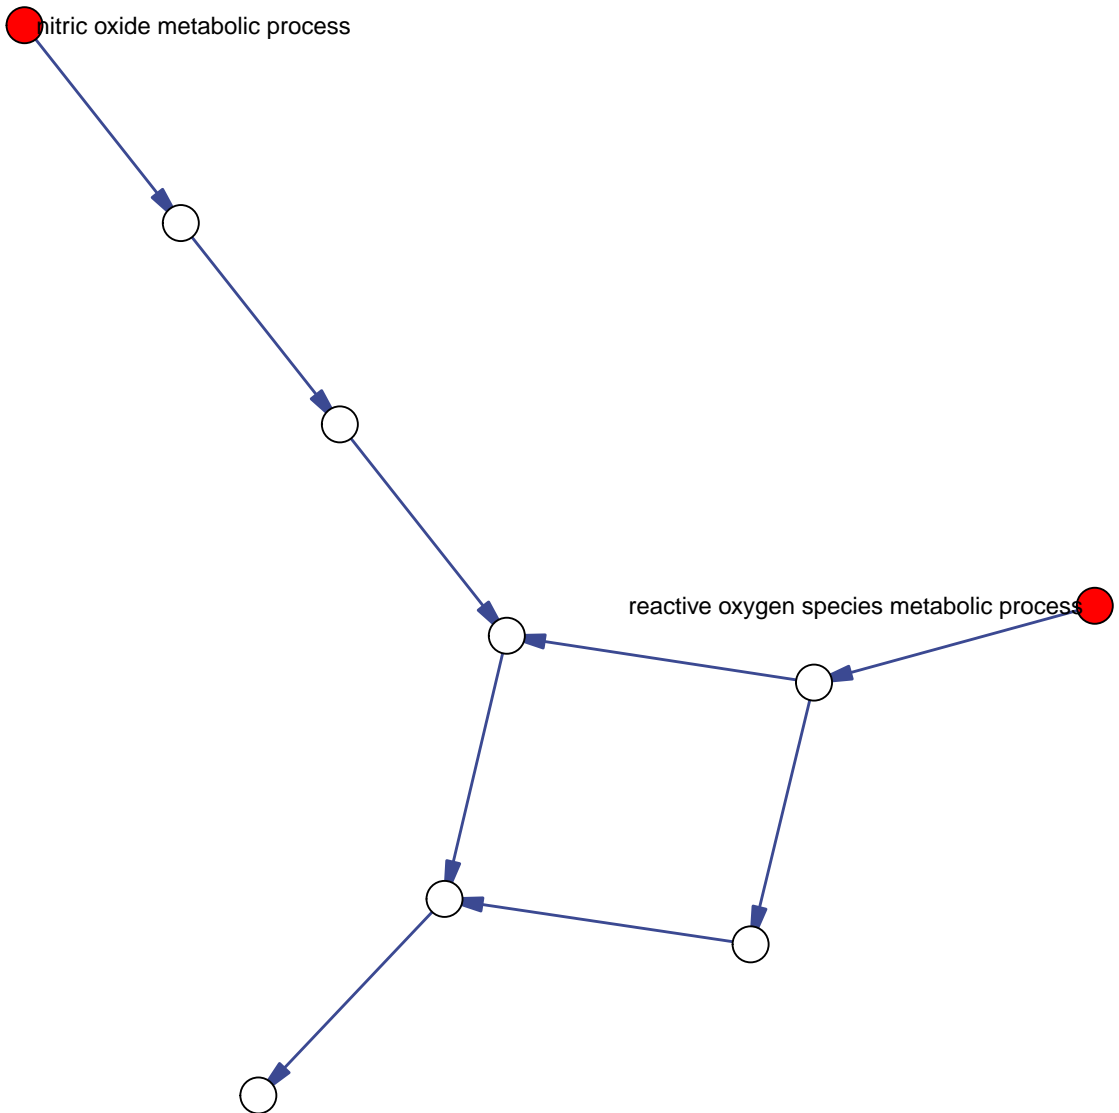 nitric oxide metabolic process
reactive oxygen species metabolic process